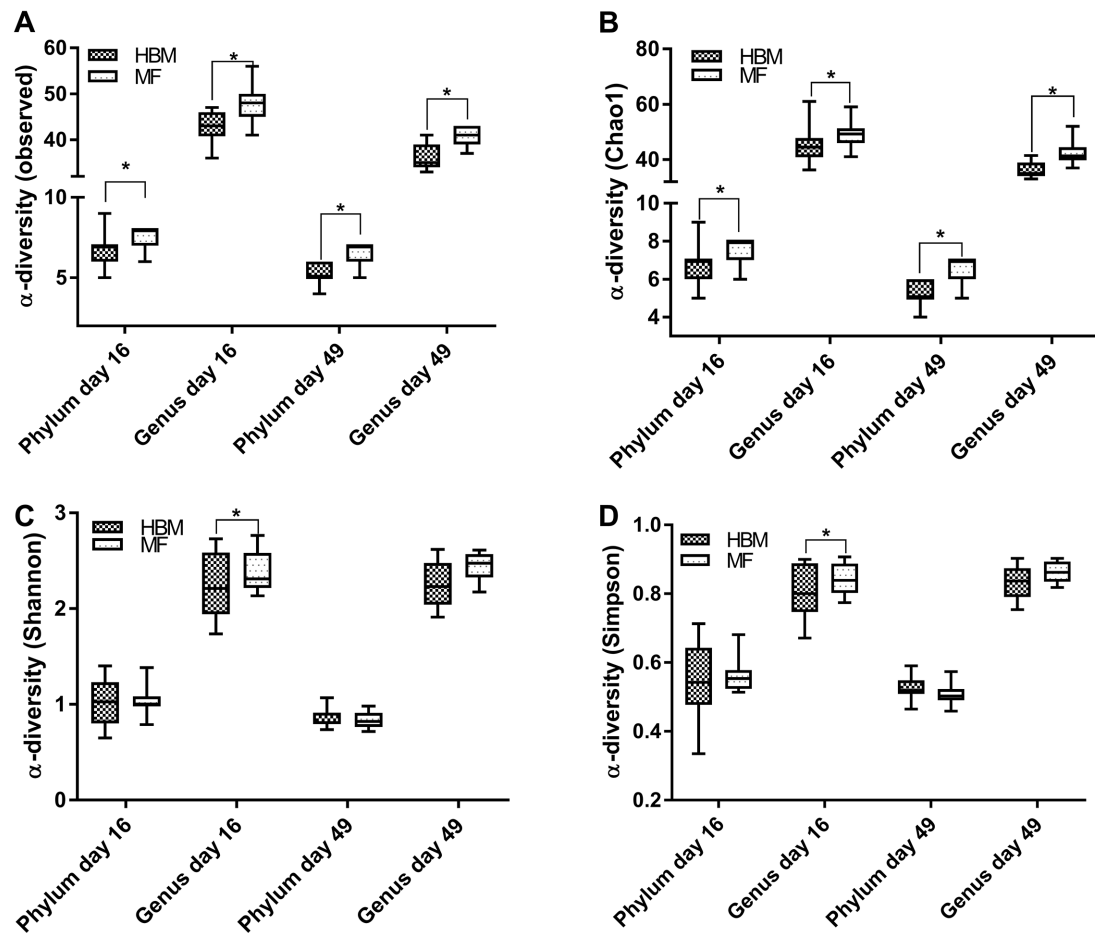 A
α-diversity (observed)
60
50
40
10
5
HBM
MF
*
*
*
*
Phylum day 16
Genus day 16
Phylum day 49
Genus day 49
B
α-diversity (Chao1)
80
60
40
10
8
6
4
HBM
MF
*
*
*
*
Phylum day 16
Genus day 16
Phylum day 49
Genus day 49
C
α-diversity (Shannon)
3
2
1
0
HBM
MF
*
Phylum day 16
Genus day 16
Phylum day 49
Genus day 49
D
α-diversity (Simpson)
1.0
0.8
0.6
0.4
0.2
HBM
MF
*
Phylum day 16
Genus day 16
Phylum day 49
Genus day 49